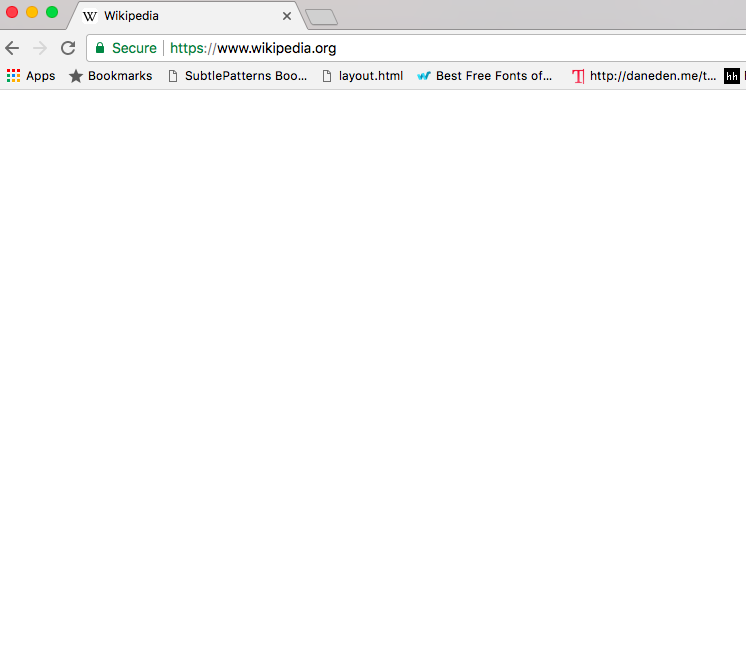 W Wikipedia
Secure https://www.wikipedia.org
Apps Bookmarks SubtlePatterns Boo... layout.html Best Free Fonts of... T http://daneden.me/t... hh